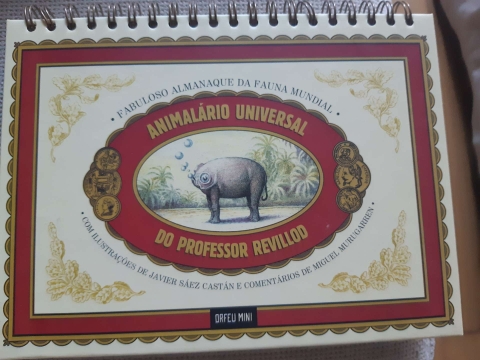 · FABULOSO ALMANAQUE DA FAUNA MUNDIAL ·
ANIMALÁRIO UNIVERSAL
DO PROFESSOR REVILLOD
· COM ILUSTRAÇÕES DE JAVIER SÁEZ CASTÁN E COMENTÁRIOS DE MIGUEL MURUGARREN ·
ORFEU MINI